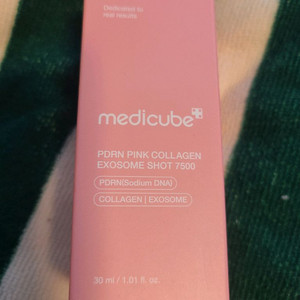 Dedicated to
real results
medicube
PDRN PINK COLLAGEN
EXOSOME SHOT 7500
PDRN(Sodium DNA)
COLLAGEN | EXOSOME
30 ml / 1.01 fl. oz.